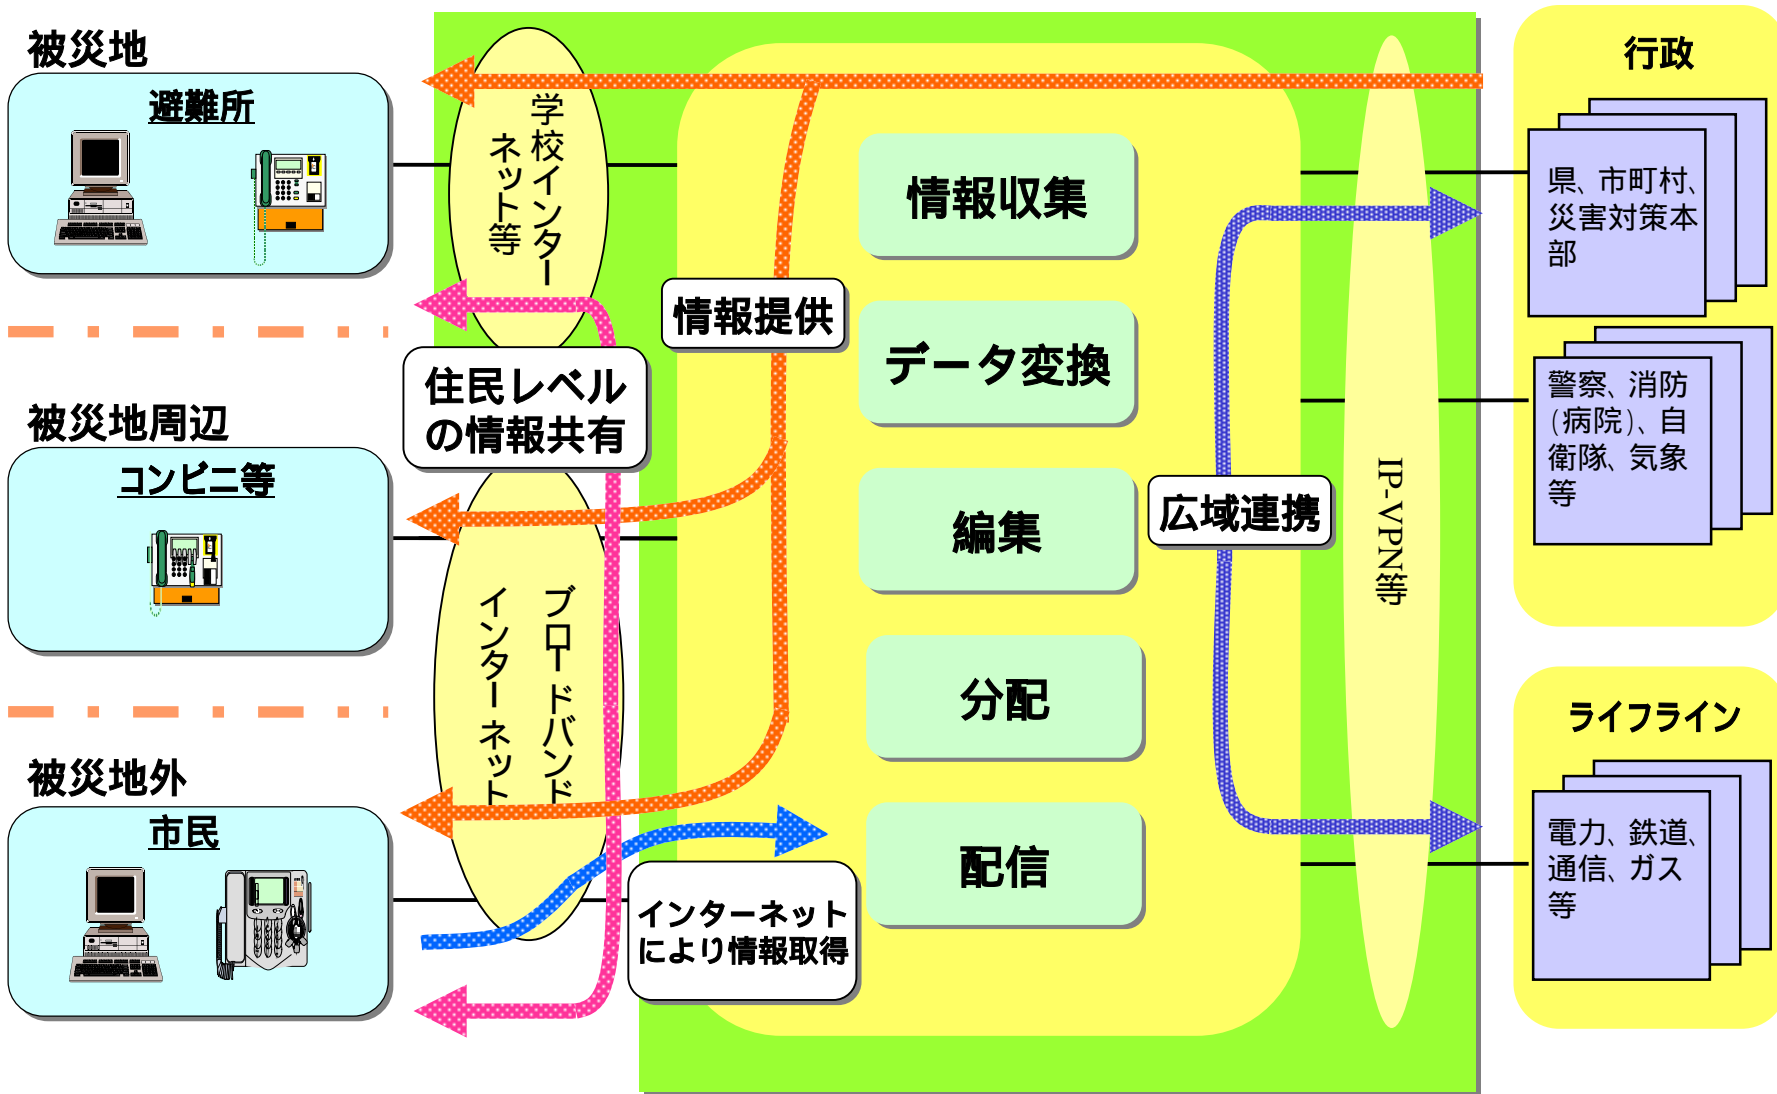 被災地
避難所
被災地周辺
コンビニ等
被災地外
市民
学校インター
ネット等
住民レベル
の情報共有
ブロードバンド
インターネット
情報提供
インターネット
により情報取得
情報収集
データ変換
編集
分配
配信
広域連携
IP-VPN等
行政
県、市町村、
災害対策本
部
警察、消防
(病院)、自
衛隊、気象
等
ライフライン
電力、鉄道、
通信、ガス
等